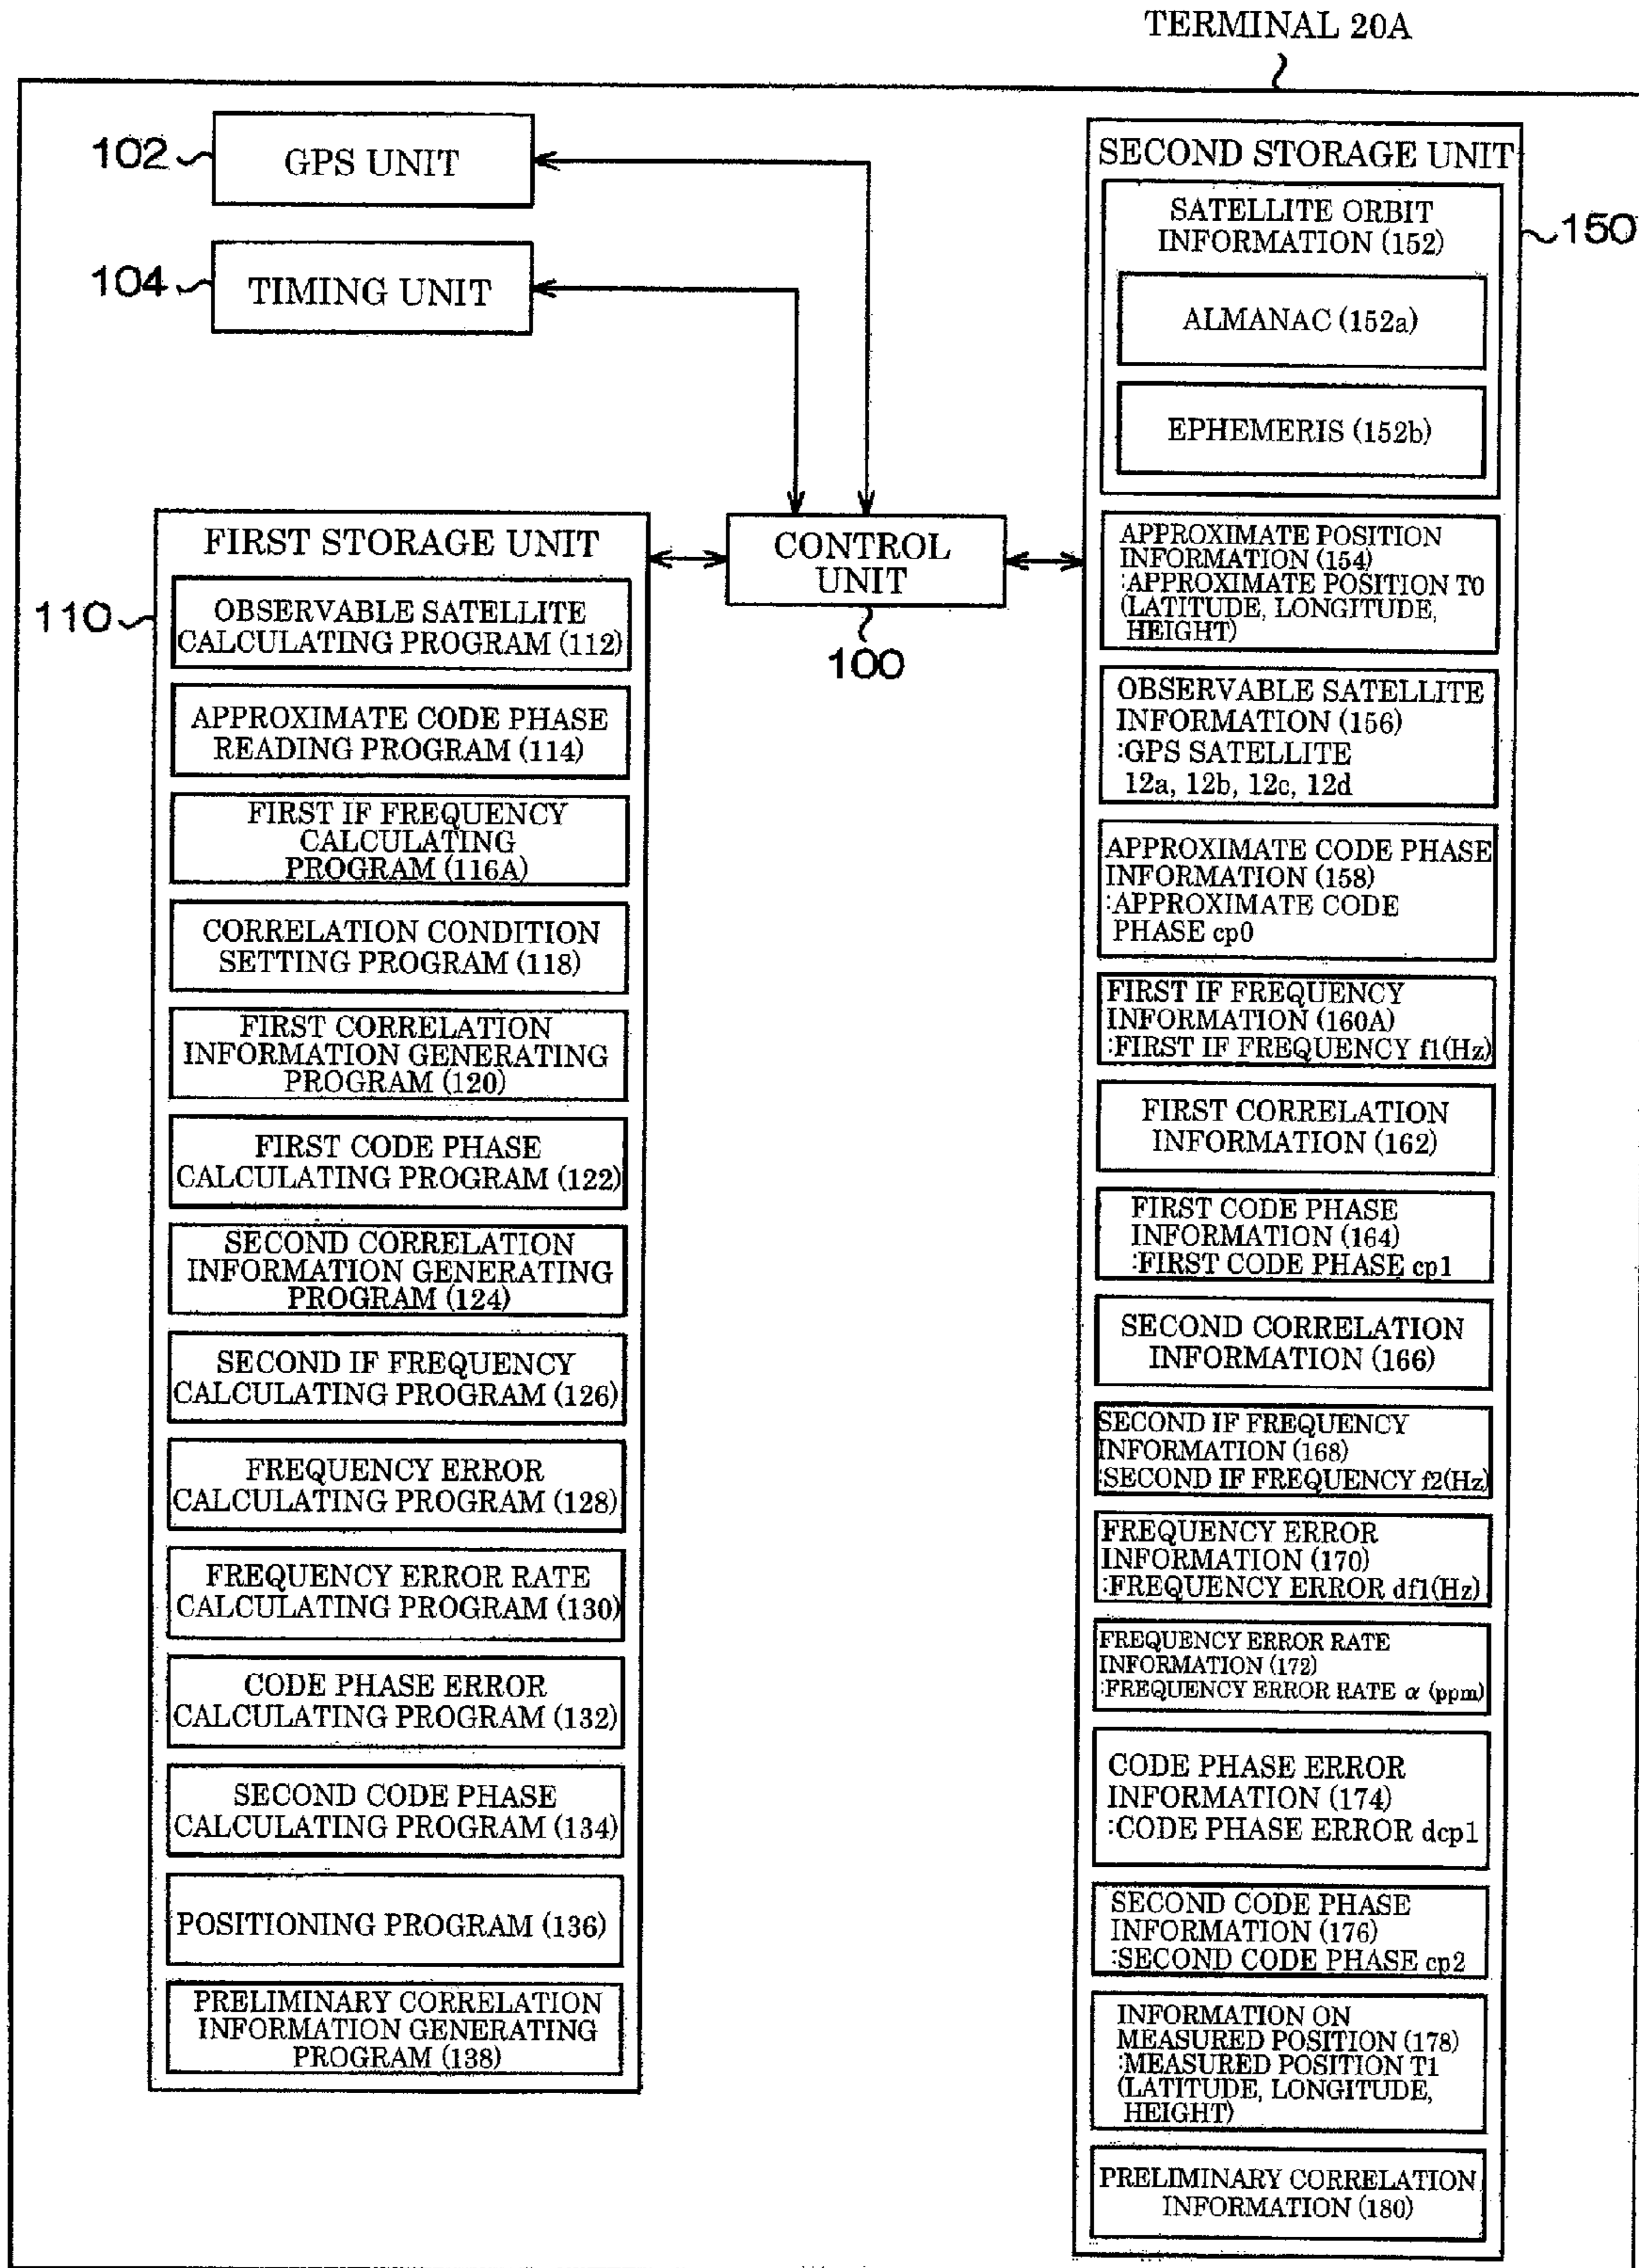 TERMINAL 20A
102
GPS UNIT
104
TIMING UNIT
CONTROL
UNIT
100
110
FIRST STORAGE UNIT
OBSERVABLE SATELLITE
CALCULATING PROGRAM (112)
APPROXIMATE CODE PHASE
READING PROGRAM (114)
FIRST IF FREQUENCY
CALCULATING
PROGRAM (116A)
CORRELATION CONDITION
SETTING PROGRAM (118)
FIRST CORRELATION
INFORMATION GENERATING
PROGRAM (120)
FIRST CODE PHASE
CALCULATING PROGRAM (122)
SECOND CORRELATION
INFORMATION GENERATING
PROGRAM (124)
SECOND IF FREQUENCY
CALCULATING PROGRAM (126)
FREQUENCY ERROR
CALCULATING PROGRAM (128)
FREQUENCY ERROR RATE
CALCULATING PROGRAM (130)
CODE PHASE ERROR
CALCULATING PROGRAM (132)
SECOND CODE PHASE
CALCULATING PROGRAM (134)
POSITIONING PROGRAM (136)
PRELIMINARY CORRELATION
INFORMATION GENERATING
PROGRAM (138)
SECOND STORAGE UNIT
150
SATELLITE ORBIT
INFORMATION (152)
ALMANAC (152a)
EPHEMERIS (152b)
APPROXIMATE POSITION
INFORMATION (154)
:APPROXIMATE POSITION T0
(LATITUDE, LONGITUDE,
HEIGHT)
OBSERVABLE SATELLITE
INFORMATION (156)
:GPS SATELLITE
12a, 12b, 12c, 12d
APPROXIMATE CODE PHASE
INFORMATION (158)
:APPROXIMATE CODE
PHASE cp0
FIRST IF FREQUENCY
INFORMATION (160A)
:FIRST IF FREQUENCY f1(Hz)
FIRST CORRELATION
INFORMATION (162)
FIRST CODE PHASE
INFORMATION (164)
:FIRST CODE PHASE cp1
SECOND CORRELATION
INFORMATION (166)
SECOND IF FREQUENCY
INFORMATION (168)
:SECOND IF FREQUENCY f2(Hz)
FREQUENCY ERROR
INFORMATION (170)
:FREQUENCY ERROR df1(Hz)
FREQUENCY ERROR RATE
INFORMATION (172)
:FREQUENCY ERROR RATE α (ppm)
CODE PHASE ERROR
INFORMATION (174)
:CODE PHASE ERROR dcp1
SECOND CODE PHASE
INFORMATION (176)
:SECOND CODE PHASE cp2
INFORMATION ON
MEASURED POSITION (178)
:MEASURED POSITION T1
(LATITUDE, LONGITUDE,
HEIGHT)
PRELIMINARY CORRELATION
INFORMATION (180)